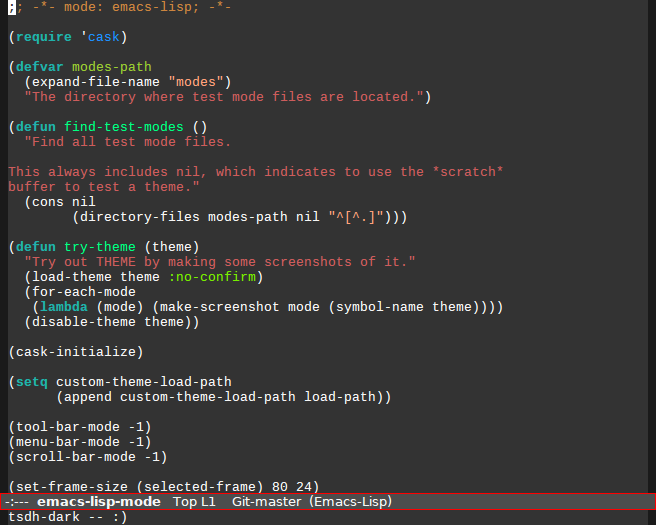 ;; -*- mode: emacs-lisp; -*-

(require 'cask)

(defvar modes-path
  (expand-file-name "modes")
  "The directory where test mode files are located.")

(defun find-test-modes ()
  "Find all test mode files.

This always includes nil, which indicates to use the *scratch*
buffer to test a theme."
  (cons nil
        (directory-files modes-path nil "^[^.]")))

(defun try-theme (theme)
  "Try out THEME by making some screenshots of it."
  (load-theme theme :no-confirm)
  (for-each-mode
   (lambda (mode) (make-screenshot mode (symbol-name theme))))
  (disable-theme theme))

(cask-initialize)

(setq custom-theme-load-path
      (append custom-theme-load-path load-path))

(tool-bar-mode -1)
(menu-bar-mode -1)
(scroll-bar-mode -1)

(set-frame-size (selected-frame) 80 24)
-:--- emacs-lisp-mode Top L1 Git-master (Emacs-Lisp)
tsdh-dark -- :)